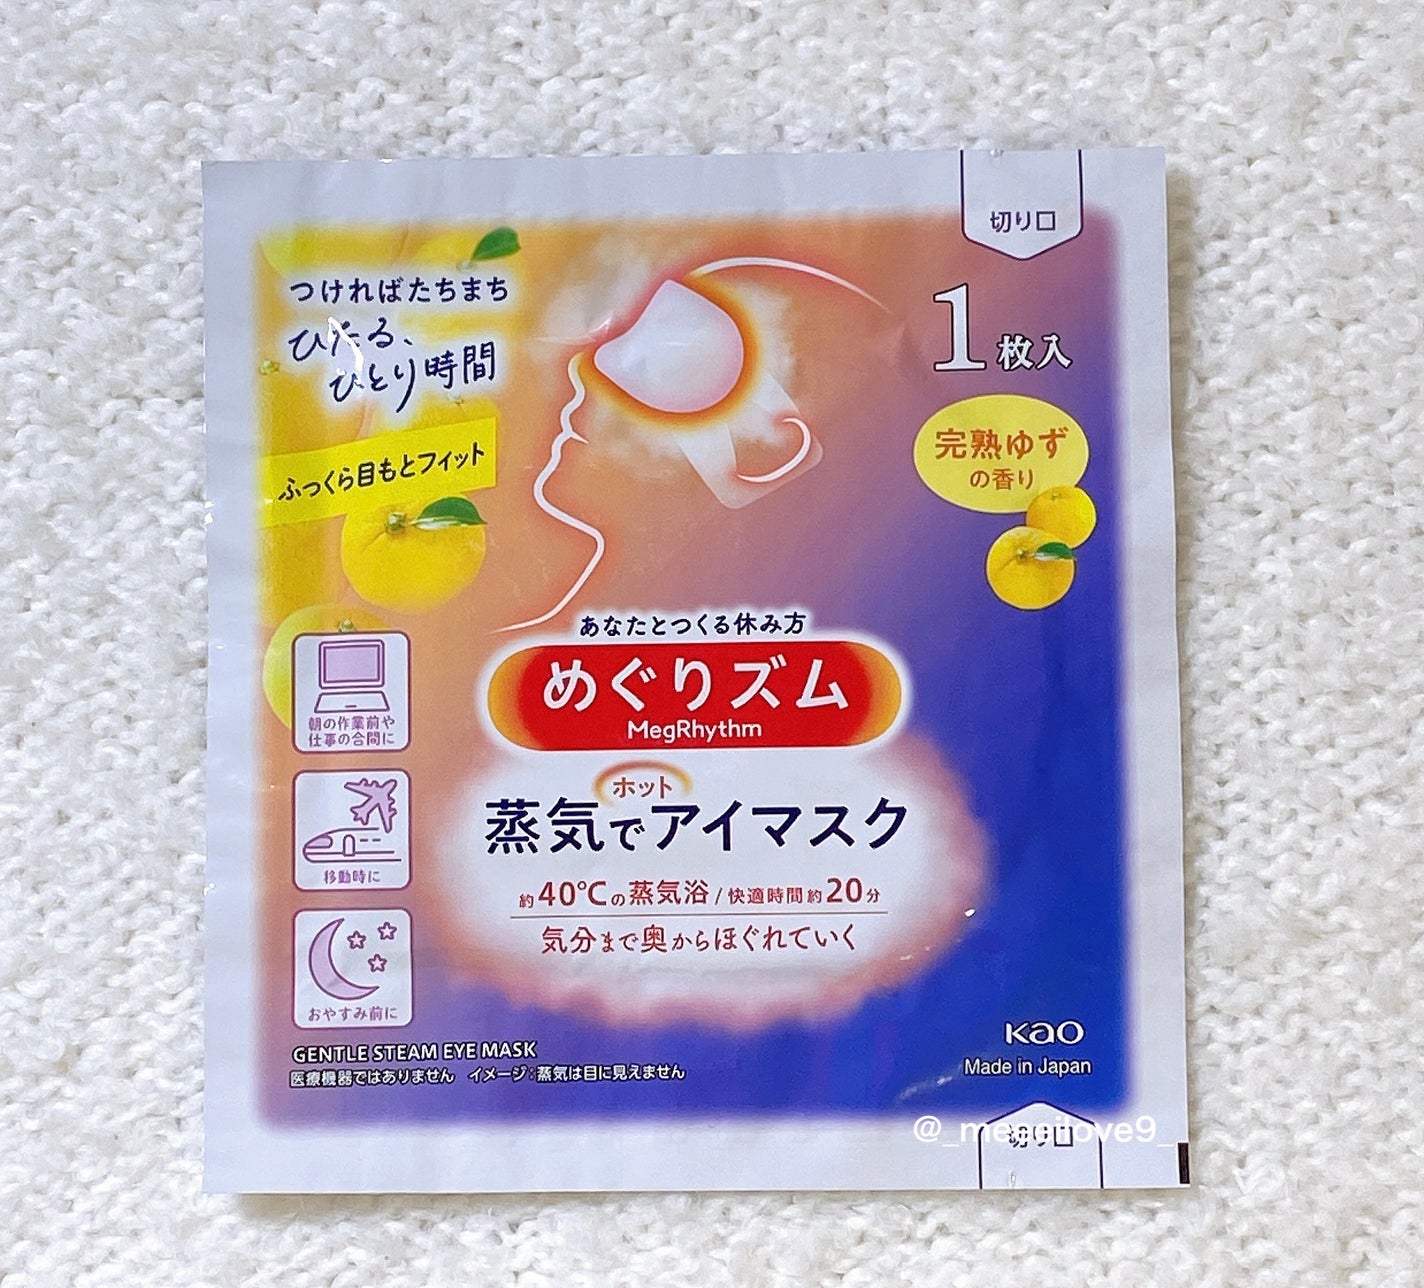 切り口
つければたちまち
ひたる、
ひとり時間
1枚入
ふっくら目もとフィット
完熟ゆず
の香り
あなたとつくる休み方
めぐりズム
MegRhythm
ホット
蒸気でアイマスク
約40℃の蒸気浴/快適時間約20分
気分まで奥からほぐれていく
朝の作業前や
仕事の合間に
移動時に
おやすみ前に
GENTLE STEAM EYE MASK
医療機器ではありません イメージ:蒸気は目に見えません
Kao
Made in Japan
切り口